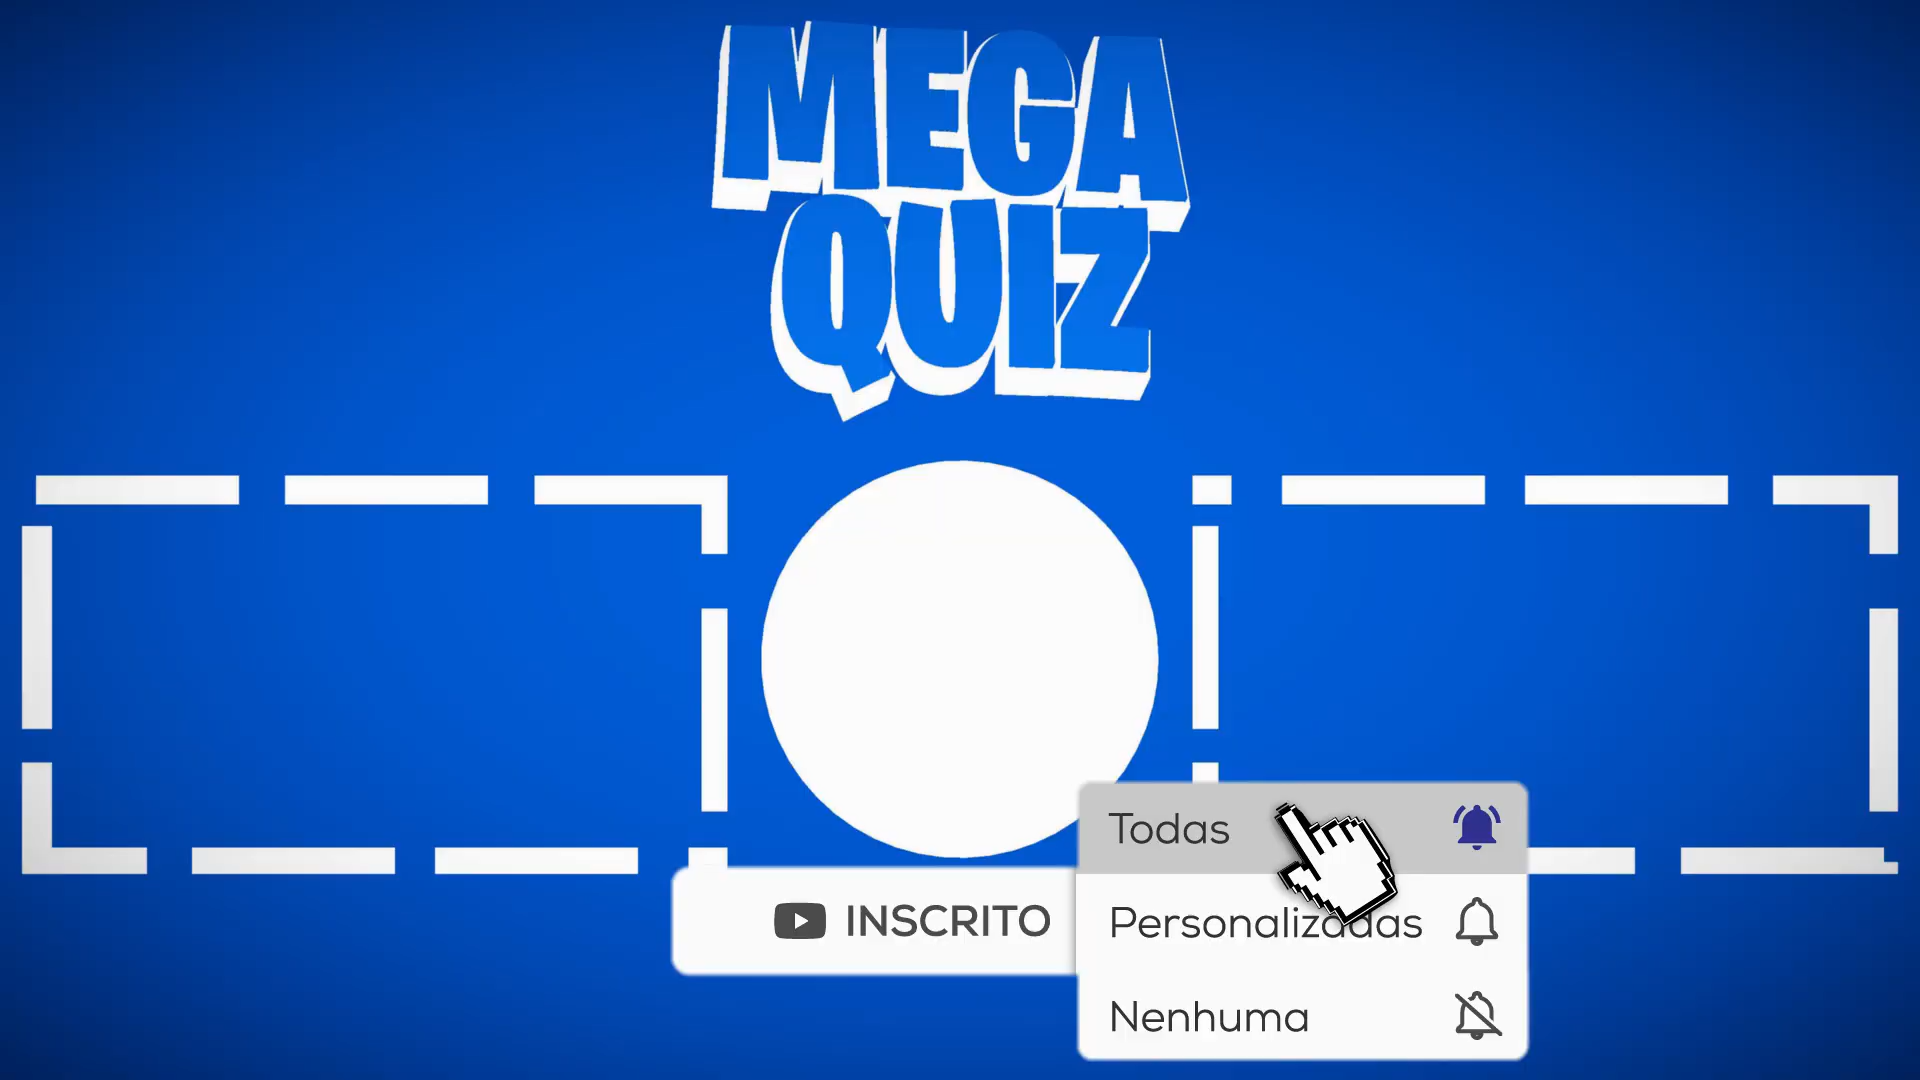 MEGA
QUIZ
INSCRITO
Todas
Personalizadas
Nenhuma